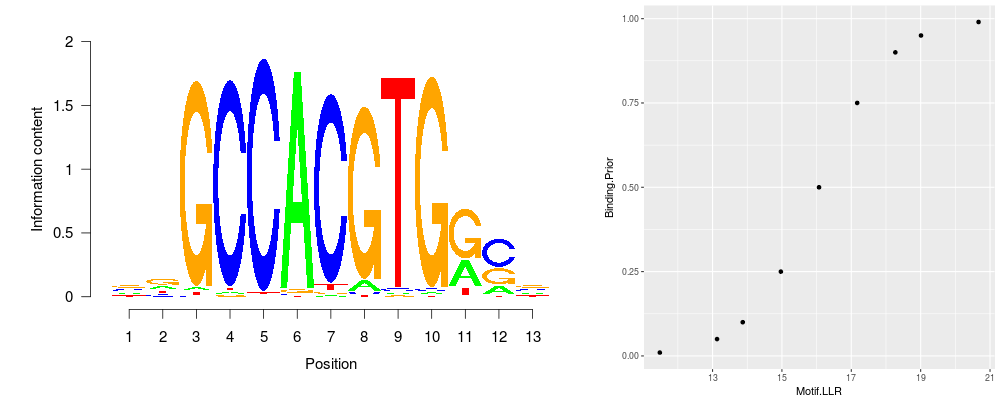 2
1.5
1
0.5
0
Information content
GCCACGTGGC
A G
A
1 2 3 4 5 6 7 8 9 10 11 12 13
Position
1.00
0.75
0.50
0.25
0.00
Binding.Prior
13 15 17 19 21
Motif.LLR